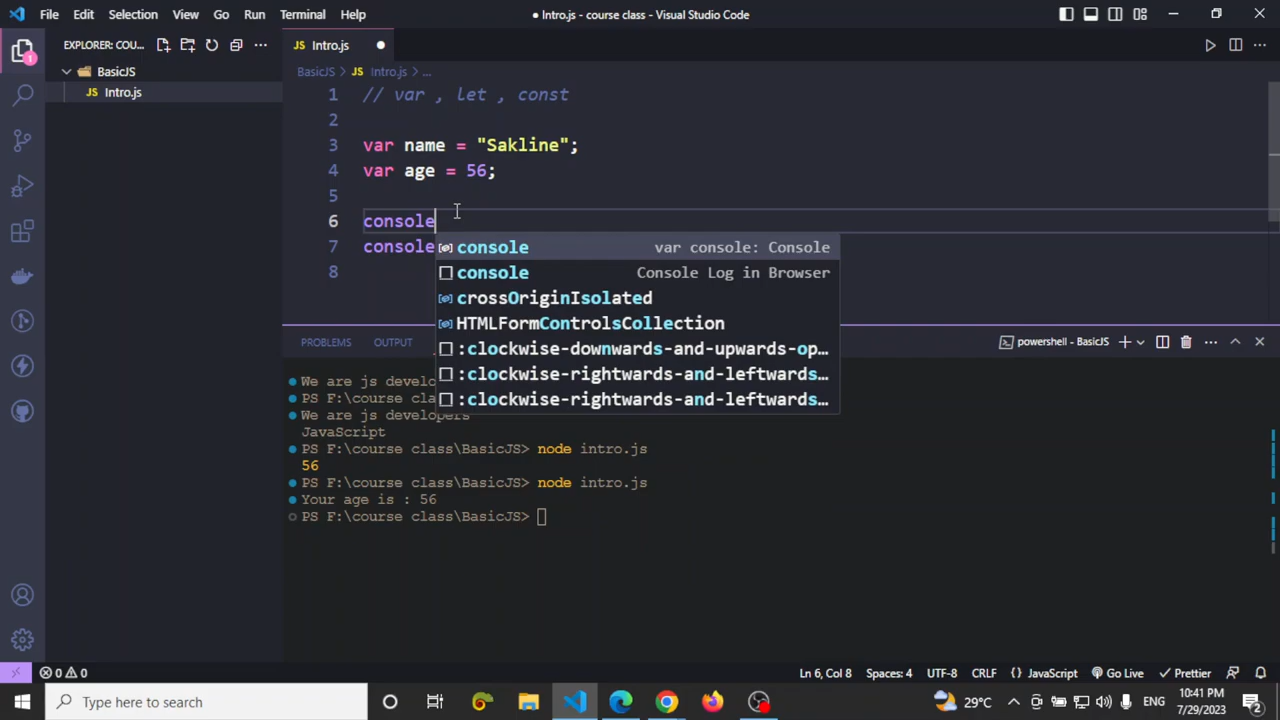 File Edit Selection View Go Run Terminal Help
● Intro.js - course class - Visual Studio Code
EXPLORER: COU...
JS Intro.js
BasicJS
JS Intro.js
BasicJS > JS Intro.js > ...
1 // var , let , const
2
3 var name = "Sakline";
4 var age = 56;
5
6 console
7 console
8
console var console: Console
console Console Log in Browser
crossOriginIsolated
HTMLFormControlsCollection
:clockwise-downwards-and-upwards-op...
:clockwise-rightwards-and-leftwards...
:clockwise-rightwards-and-leftwards...
PROBLEMS OUTPUT
powershell - BasicJS
We are js develo
PS F:\course cla
We are js developers
JavaScript
PS F:\course class\BasicJS> node intro.js
56
PS F:\course class\BasicJS> node intro.js
Your age is : 56
PS F:\course class\BasicJS>
0 0
Ln 6, Col 8 Spaces: 4 UTF-8 CRLF {} JavaScript Go Live Prettier
Type here to search
29°C ENG
10:41 PM
7/29/2023
2
1